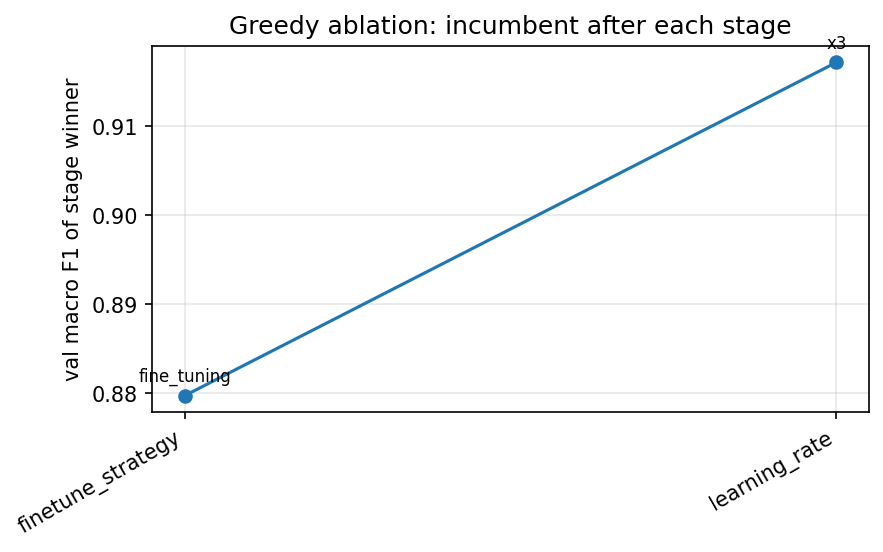 Greedy ablation: incumbent after each stage
x3
val macro F1 of stage winner
0.91
0.90
0.89
0.88
fine_tuning
finetune_strategy
learning_rate